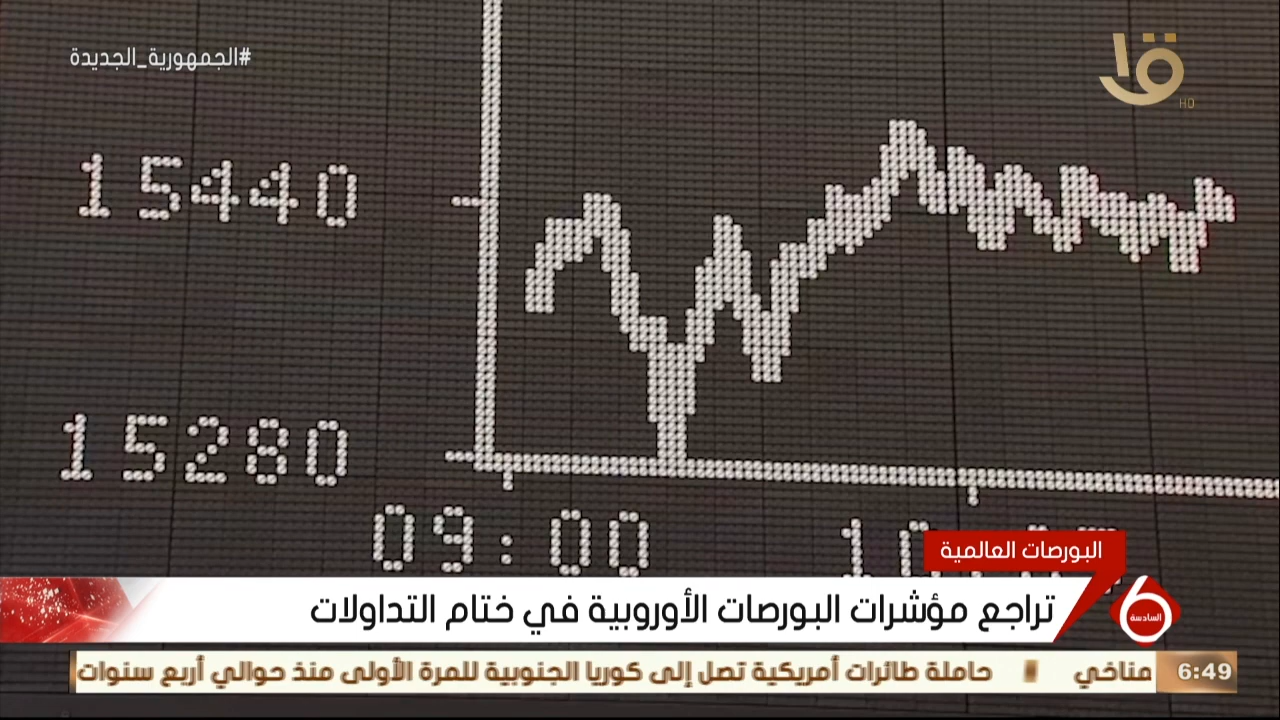 #الجمهورية_الجديدة
HD
15440
15280
09:00
البورصات العالمية
تراجع مؤشرات البورصات الأوروبية في ختام التداولات
السادسة
6:49
مناخي
حاملة طائرات أمريكية تصل إلى كوريا الجنوبية للمرة الأولى منذ حوالي أربع سنوات